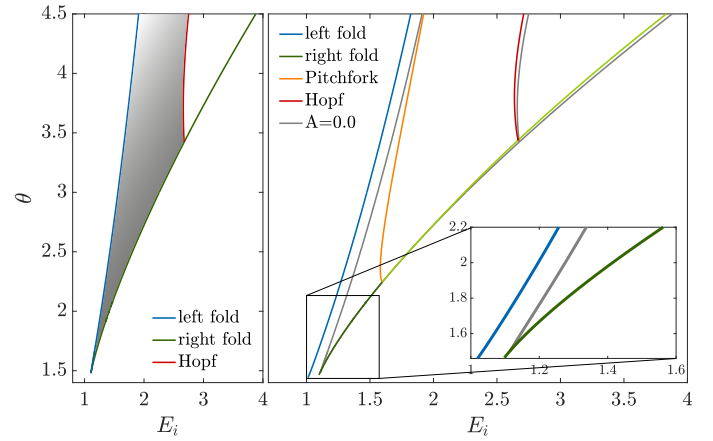 4.5
4
3.5
3
2.5
2
1.5
θ
1 2 3 4
E_i
left fold
right fold
Hopf
left fold
right fold
Pitchfork
Hopf
A=0.0
2.2
2
1.8
1.6
1 1.2 1.4 1.6
1 1.5 2 2.5 3 3.5 4
E_i